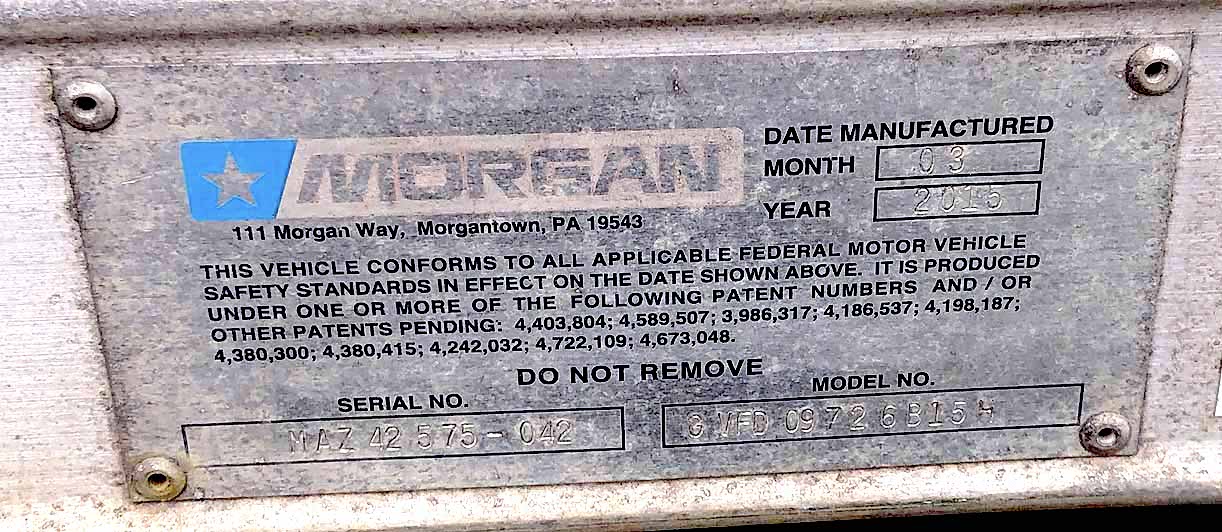 MORGAN
DATE MANUFACTURED
MONTH 03
YEAR 2015
111 Morgan Way, Morgantown, PA 19543
THIS VEHICLE CONFORMS TO ALL APPLICABLE FEDERAL MOTOR VEHICLE
SAFETY STANDARDS IN EFFECT ON THE DATE SHOWN ABOVE. IT IS PRODUCED
UNDER ONE OR MORE OF THE FOLLOWING PATENT NUMBERS AND / OR
OTHER PATENTS PENDING: 4,403,804; 4,589,507; 3,986,317; 4,186,537; 4,198,187;
4,380,300; 4,380,415; 4,242,032; 4,722,109; 4,673,048.
DO NOT REMOVE
SERIAL NO. MODEL NO.
MAZ 42575-042 GVFD09726B15H